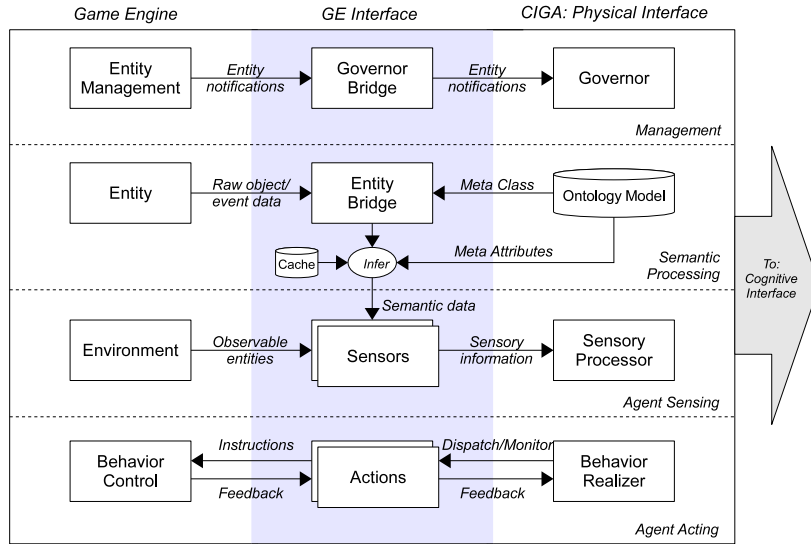 Game Engine
GE Interface
CIGA: Physical Interface
Entity
Management
Entity
notifications
Governor
Bridge
Entity
notifications
Governor
Management
Entity
Raw object/
event data
Entity
Bridge
Meta Class
Ontology Model
Cache
Infer
Meta Attributes
Semantic
Processing
To:
Cognitive
Interface
Semantic data
Environment
Observable
entities
Sensors
Sensory
information
Sensory
Processor
Agent Sensing
Behavior
Control
Instructions
Feedback
Actions
Dispatch/Monitor
Feedback
Behavior
Realizer
Agent Acting